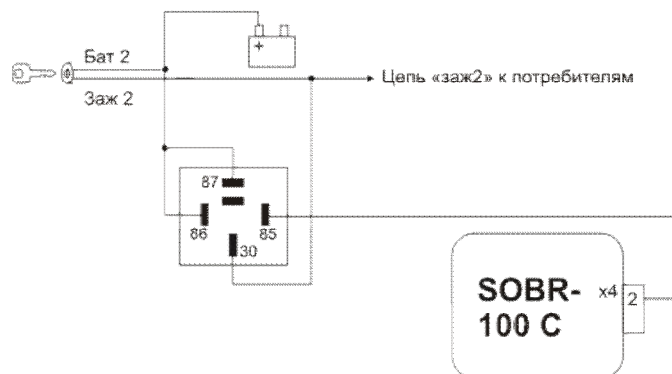 Бат 2
Заж 2
+
Цепь «заж2» к потребителям
87
86
85
30
SOBR-
100 C
x4
2